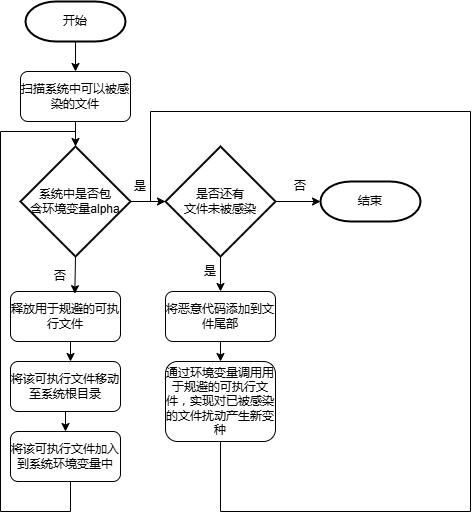 开始
扫描系统中可以被感
染的文件
系统中是否包
含环境变量alpha
是
是否还有
文件未被感染
否
结束
否
是
释放用于规避的可执
行文件
将恶意代码添加到文
件尾部
将该可执行文件移动
至系统根目录
通过环境变量调用用
于规避的可执行文
件，实现对已被感染
的文件扰动产生新变
种
将该可执行文件加入
到系统环境变量中